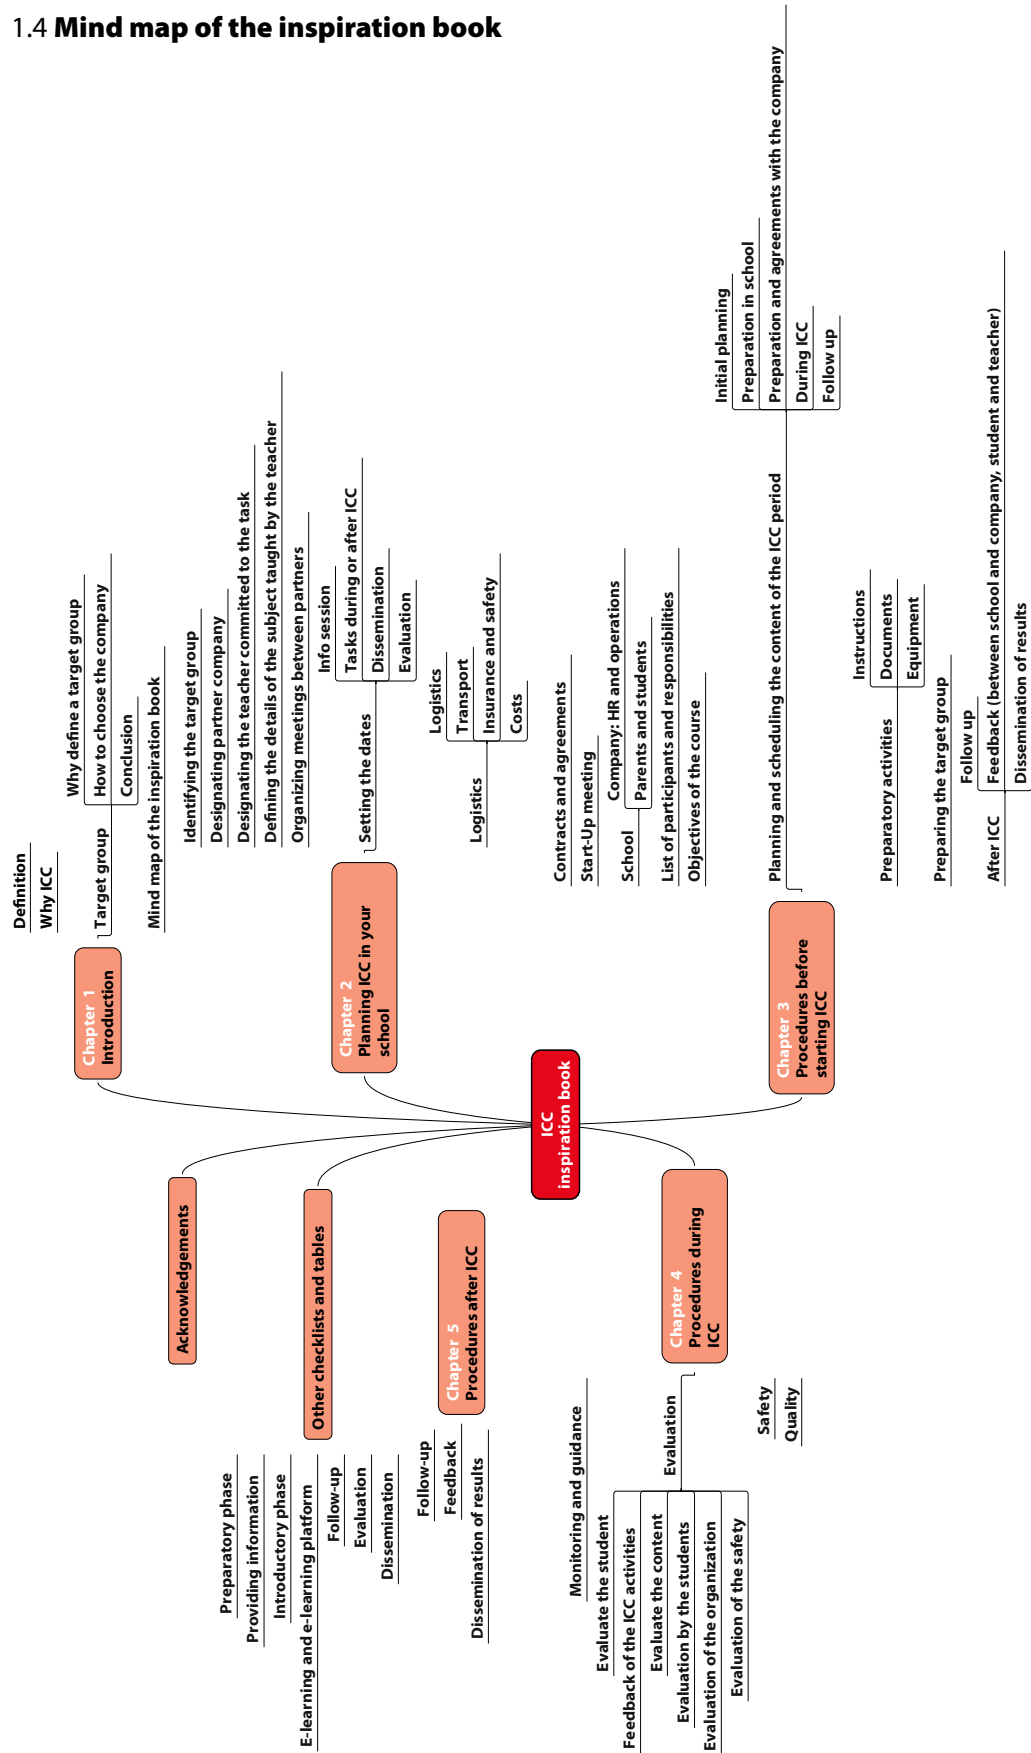 1.4 Mind map of the inspiration book
ICC
inspiration book
Chapter 1
Introduction
Definition
Why ICC
Target group
Why define a target group
How to choose the company
Conclusion
Mind map of the inspiration book
Chapter 2
Planning ICC in your
school
Identifying the target group
Designating partner company
Designating the teacher committed to the task
Defining the details of the subject taught by the teacher
Organizing meetings between partners
Setting the dates
Info session
Tasks during or after ICC
Dissemination
Evaluation
Logistics
Logistics
Transport
Insurance and safety
Costs
Chapter 3
Procedures before
starting ICC
Contracts and agreements
Start-Up meeting
School
Company: HR and operations
Parents and students
List of participants and responsibilities
Objectives of the course
Planning and scheduling the content of the ICC period
Initial planning
Preparation in school
Preparation and agreements with the company
During ICC
Follow up
Preparatory activities
Instructions
Documents
Equipment
Preparing the target group
After ICC
Follow up
Feedback (between school and company, student and teacher)
Dissemination of results
Chapter 4
Procedures during
ICC
Monitoring and guidance
Evaluation
Evaluate the student
Feedback of the ICC activities
Evaluate the content
Evaluation by the students
Evaluation of the organization
Evaluation of the safety
Safety
Quality
Chapter 5
Procedures after ICC
Follow-up
Feedback
Dissemination of results
Other checklists and tables
Preparatory phase
Providing information
Introductory phase
E-learning and e-learning platform
Follow-up
Evaluation
Dissemination
Acknowledgements